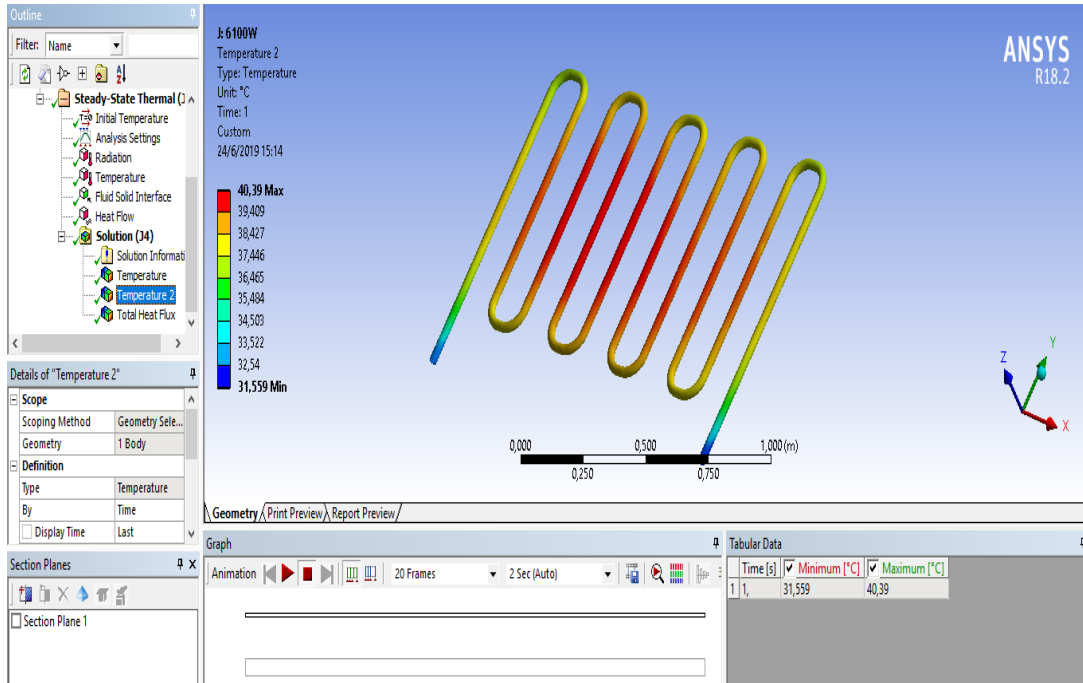 Outline
Filter: Name
Steady-State Thermal (J
Initial Temperature
Analysis Settings
Radiation
Temperature
Fluid Solid Interface
Heat Flow
Solution (J4)
Solution Informati
Temperature
Temperature 2
Total Heat Flux
Details of "Temperature 2"
Scope
Scoping Method Geometry Sele...
Geometry 1 Body
Definition
Type Temperature
By Time
Display Time Last
Section Planes
Section Plane 1
J: 6100W
Temperature 2
Type: Temperature
Unit: °C
Time: 1
Custom
24/6/2019 15:14
40,39 Max
39,409
38,427
37,446
36,465
35,484
34,503
33,522
32,54
31,559 Min
ANSYS
R18.2
Z
Y
X
0,000 0,500 1,000 (m)
0,250 0,750
Geometry Print Preview Report Preview
Graph
Animation 20 Frames 2 Sec (Auto)
Tabular Data
Time [s] Minimum [°C] Maximum [°C]
1 1, 31,559 40,39